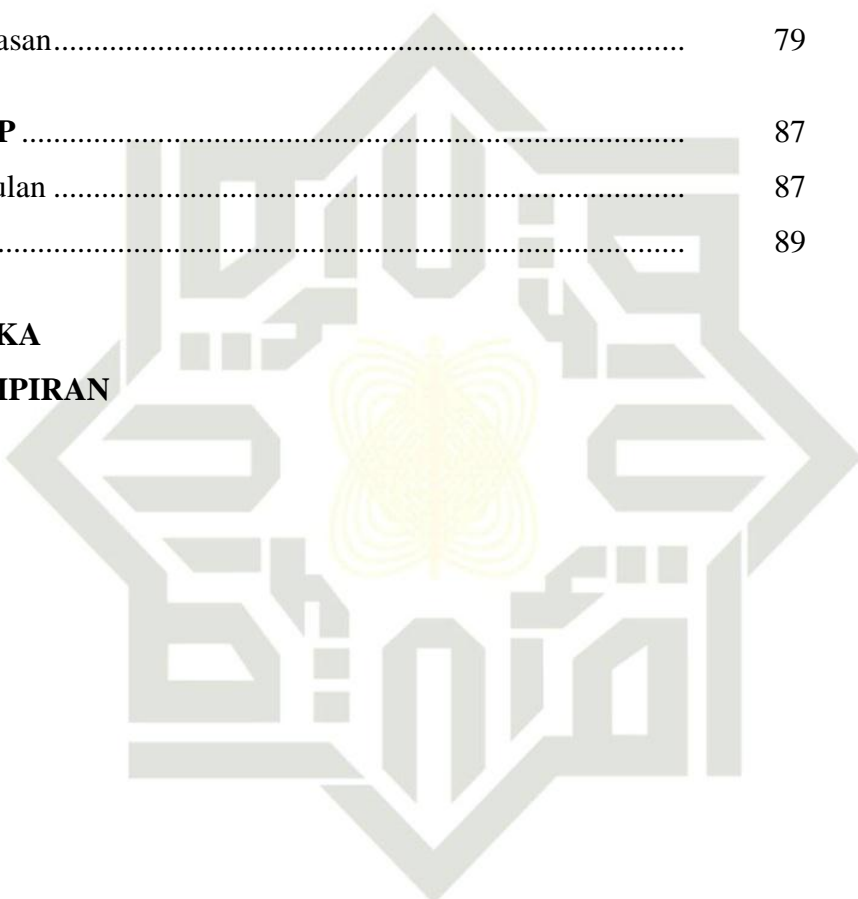 asan........................................................................ 79
P ........................................................................ 87
ulan ........................................................................ 87
........................................................................ 89
KA
IPIRAN